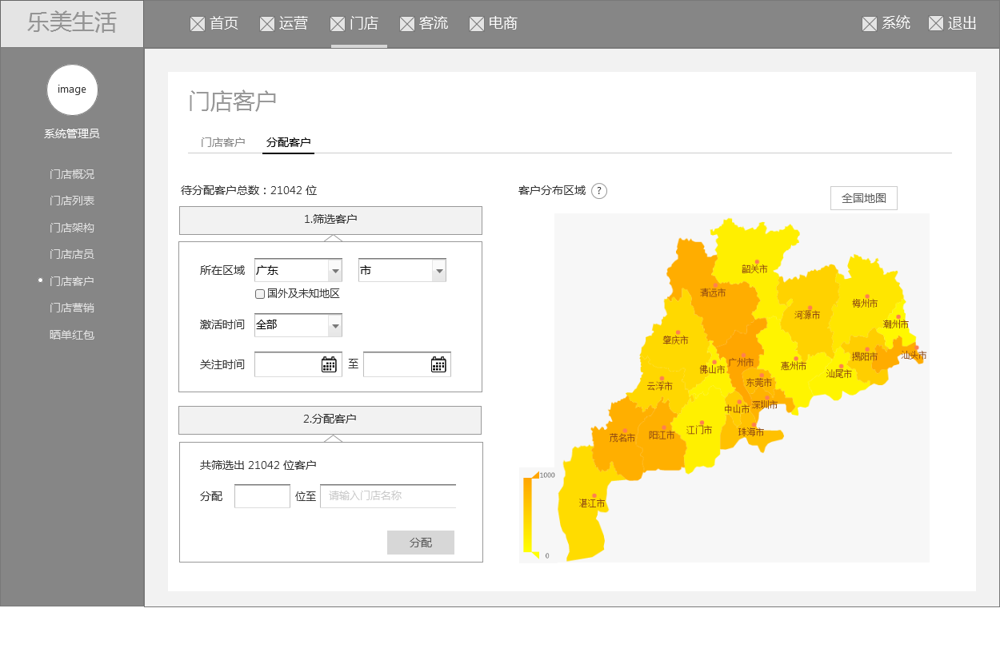 乐美生活
首页 运营 门店 客流 电商 系统 退出
image
系统管理员
门店概况
门店列表
门店架构
门店店员
门店客户
门店营销
晒单红包
门店客户
门店客户 分配客户
待分配客户总数：21042 位
1.筛选客户
所在区域 广东 市
国外及未知地区
激活时间 全部
关注时间 至
2.分配客户
共筛选出 21042 位客户
分配 位至 请输入门店名称
分配
客户分布区域 ?
全国地图
韶关市
清远市
河源市
梅州市
潮州市
肇庆市
汕头市
揭阳市
广州市
佛山市
惠州市
汕尾市
云浮市
东莞市
深圳市
中山市
江门市
珠海市
阳江市
茂名市
湛江市
1000
0